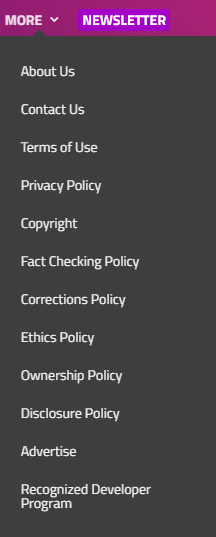 MORE NEWSLETTER
About Us
Contact Us
Terms of Use
Privacy Policy
Copyright
Fact Checking Policy
Corrections Policy
Ethics Policy
Ownership Policy
Disclosure Policy
Advertise
Recognized Developer
Program